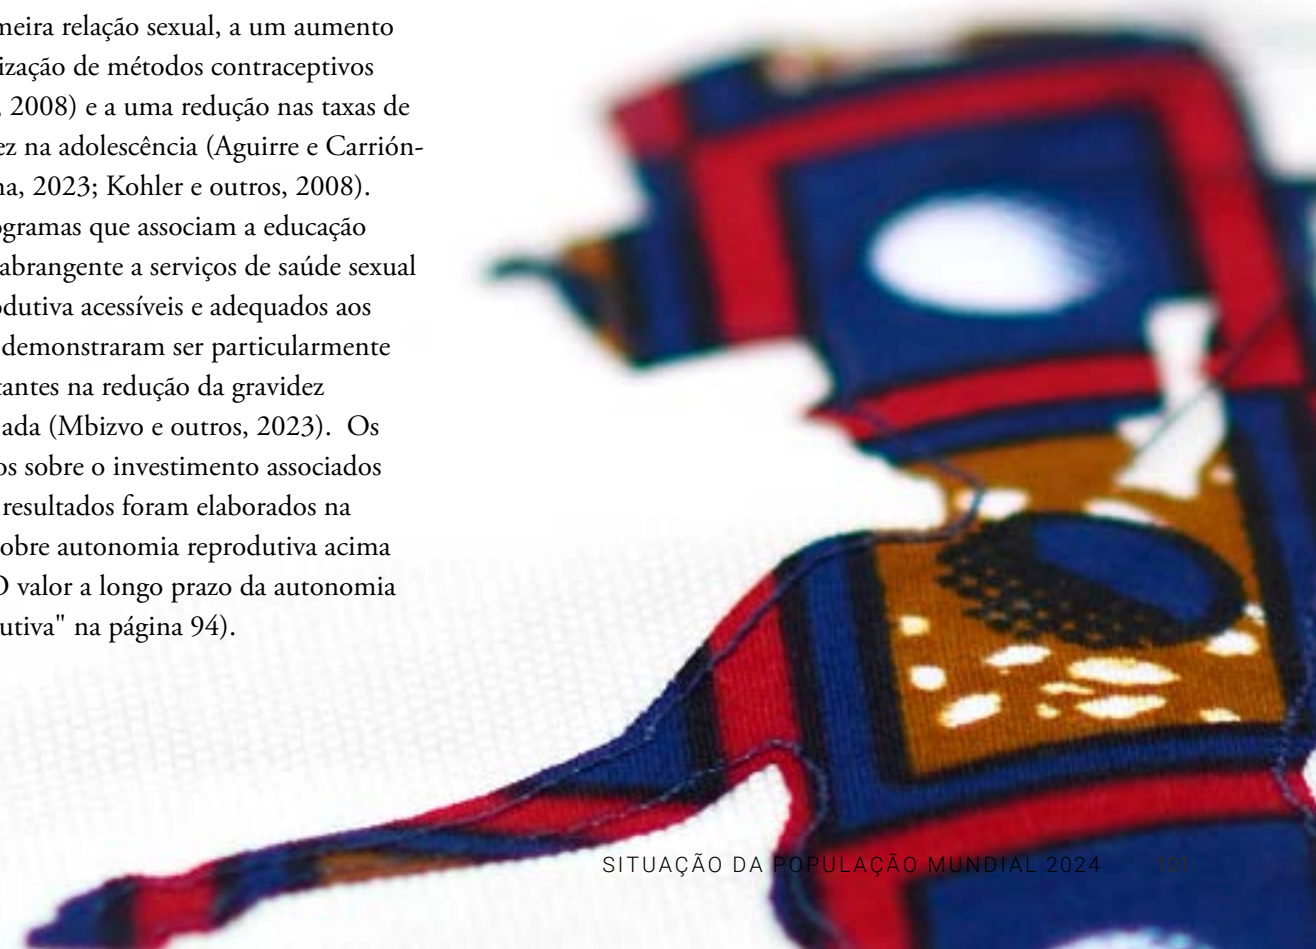 meira relação sexual, a um aumento
ização de métodos contraceptivos
, 2008) e a uma redução nas taxas de
ez na adolescência (Aguirre e Carrión-
na, 2023; Kohler e outros, 2008).
ogramas que associam a educação
abrangente a serviços de saúde sexual
odutiva acessíveis e adequados aos
demonstraram ser particularmente
tantes na redução da gravidez
ada (Mbizvo e outros, 2023).  Os
os sobre o investimento associados
resultados foram elaborados na
obre autonomia reprodutiva acima
O valor a longo prazo da autonomia
utiva" na página 94).
SITUAÇÃO DA POPULAÇÃO MUNDIAL 2024